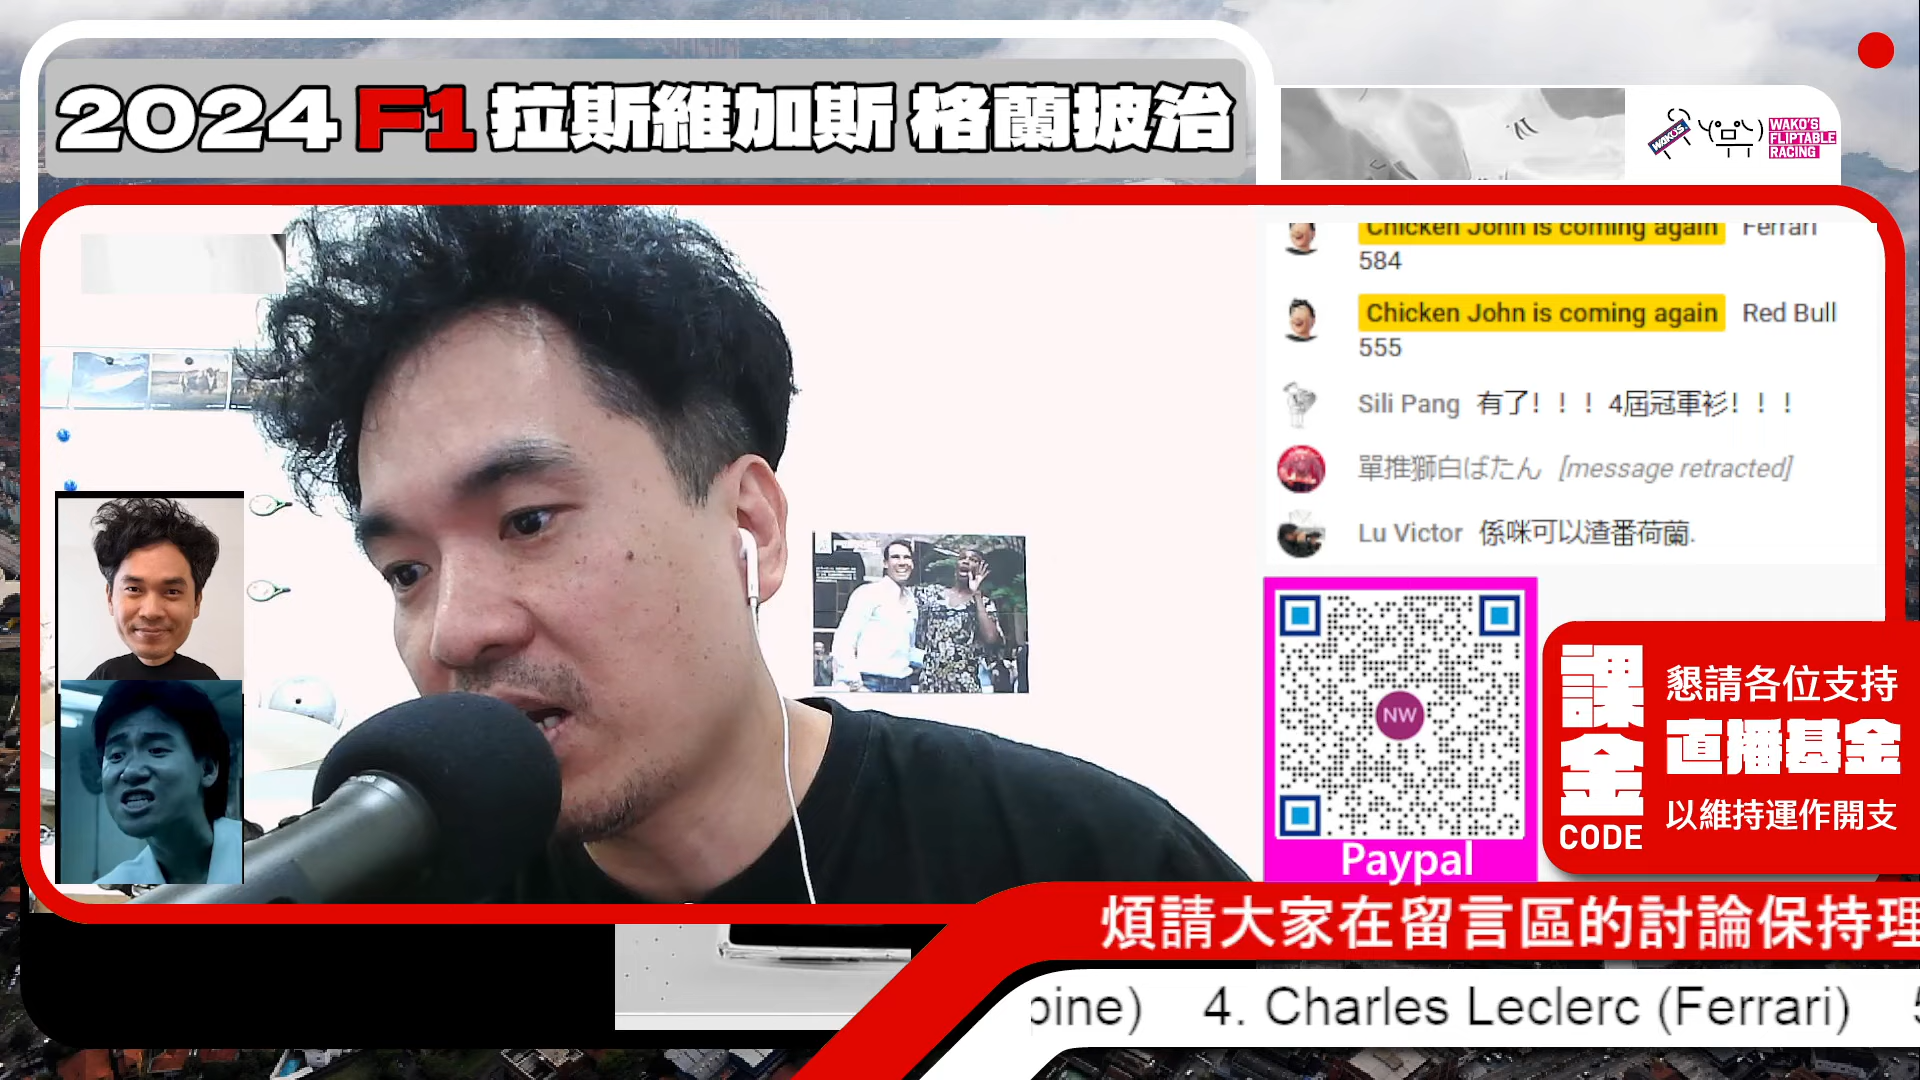 2024 F1 拉斯維加斯 格蘭披治
WAKO'S
WAKO'S
FLIPTABLE
RACING
Chicken John is coming again Ferrari
584
Chicken John is coming again Red Bull
555
Sili Pang 有了！！！4屆冠軍衫！！！
單推獅白ぼたん [message retracted]
Lu Victor 係咪可以渣番荷蘭.
NW
Paypal
課金
CODE
懇請各位支持
直播基金
以維持運作開支
煩請大家在留言區的討論保持理
pine) 4. Charles Leclerc (Ferrari) 5